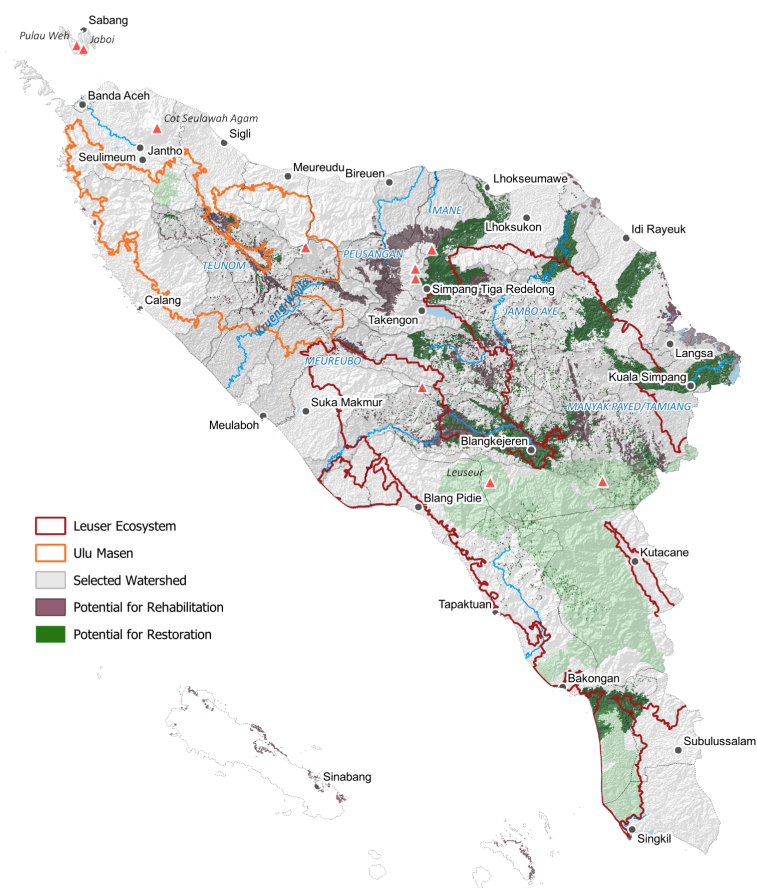 Sabang
Pulau Weh
Jaboi
Banda Aceh
Cot Seulawah Agam
Sigli
Jantho
Seulimeum
Meureudu
Bireuen
Lhokseumawe
MANE
Lhoksukon
Idi Rayeuk
PEUSANGAN
TEUNOM
Simpang Tiga Redelong
Krueng Woila
Calang
JAMBO AYE
Takengon
Langsa
MEUREUBO
Kuala Simpang
Suka Makmur
MANYAK PAYED/TAMIANG
Meulaboh
Blangkejeren
Leuseur
Blang Pidie
Leuser Ecosystem
Ulu Masen
Kutacane
Selected Watershed
Potential for Rehabilitation
Tapaktuan
Potential for Restoration
Bakongan
Subulussalam
Sinabang
Singkil